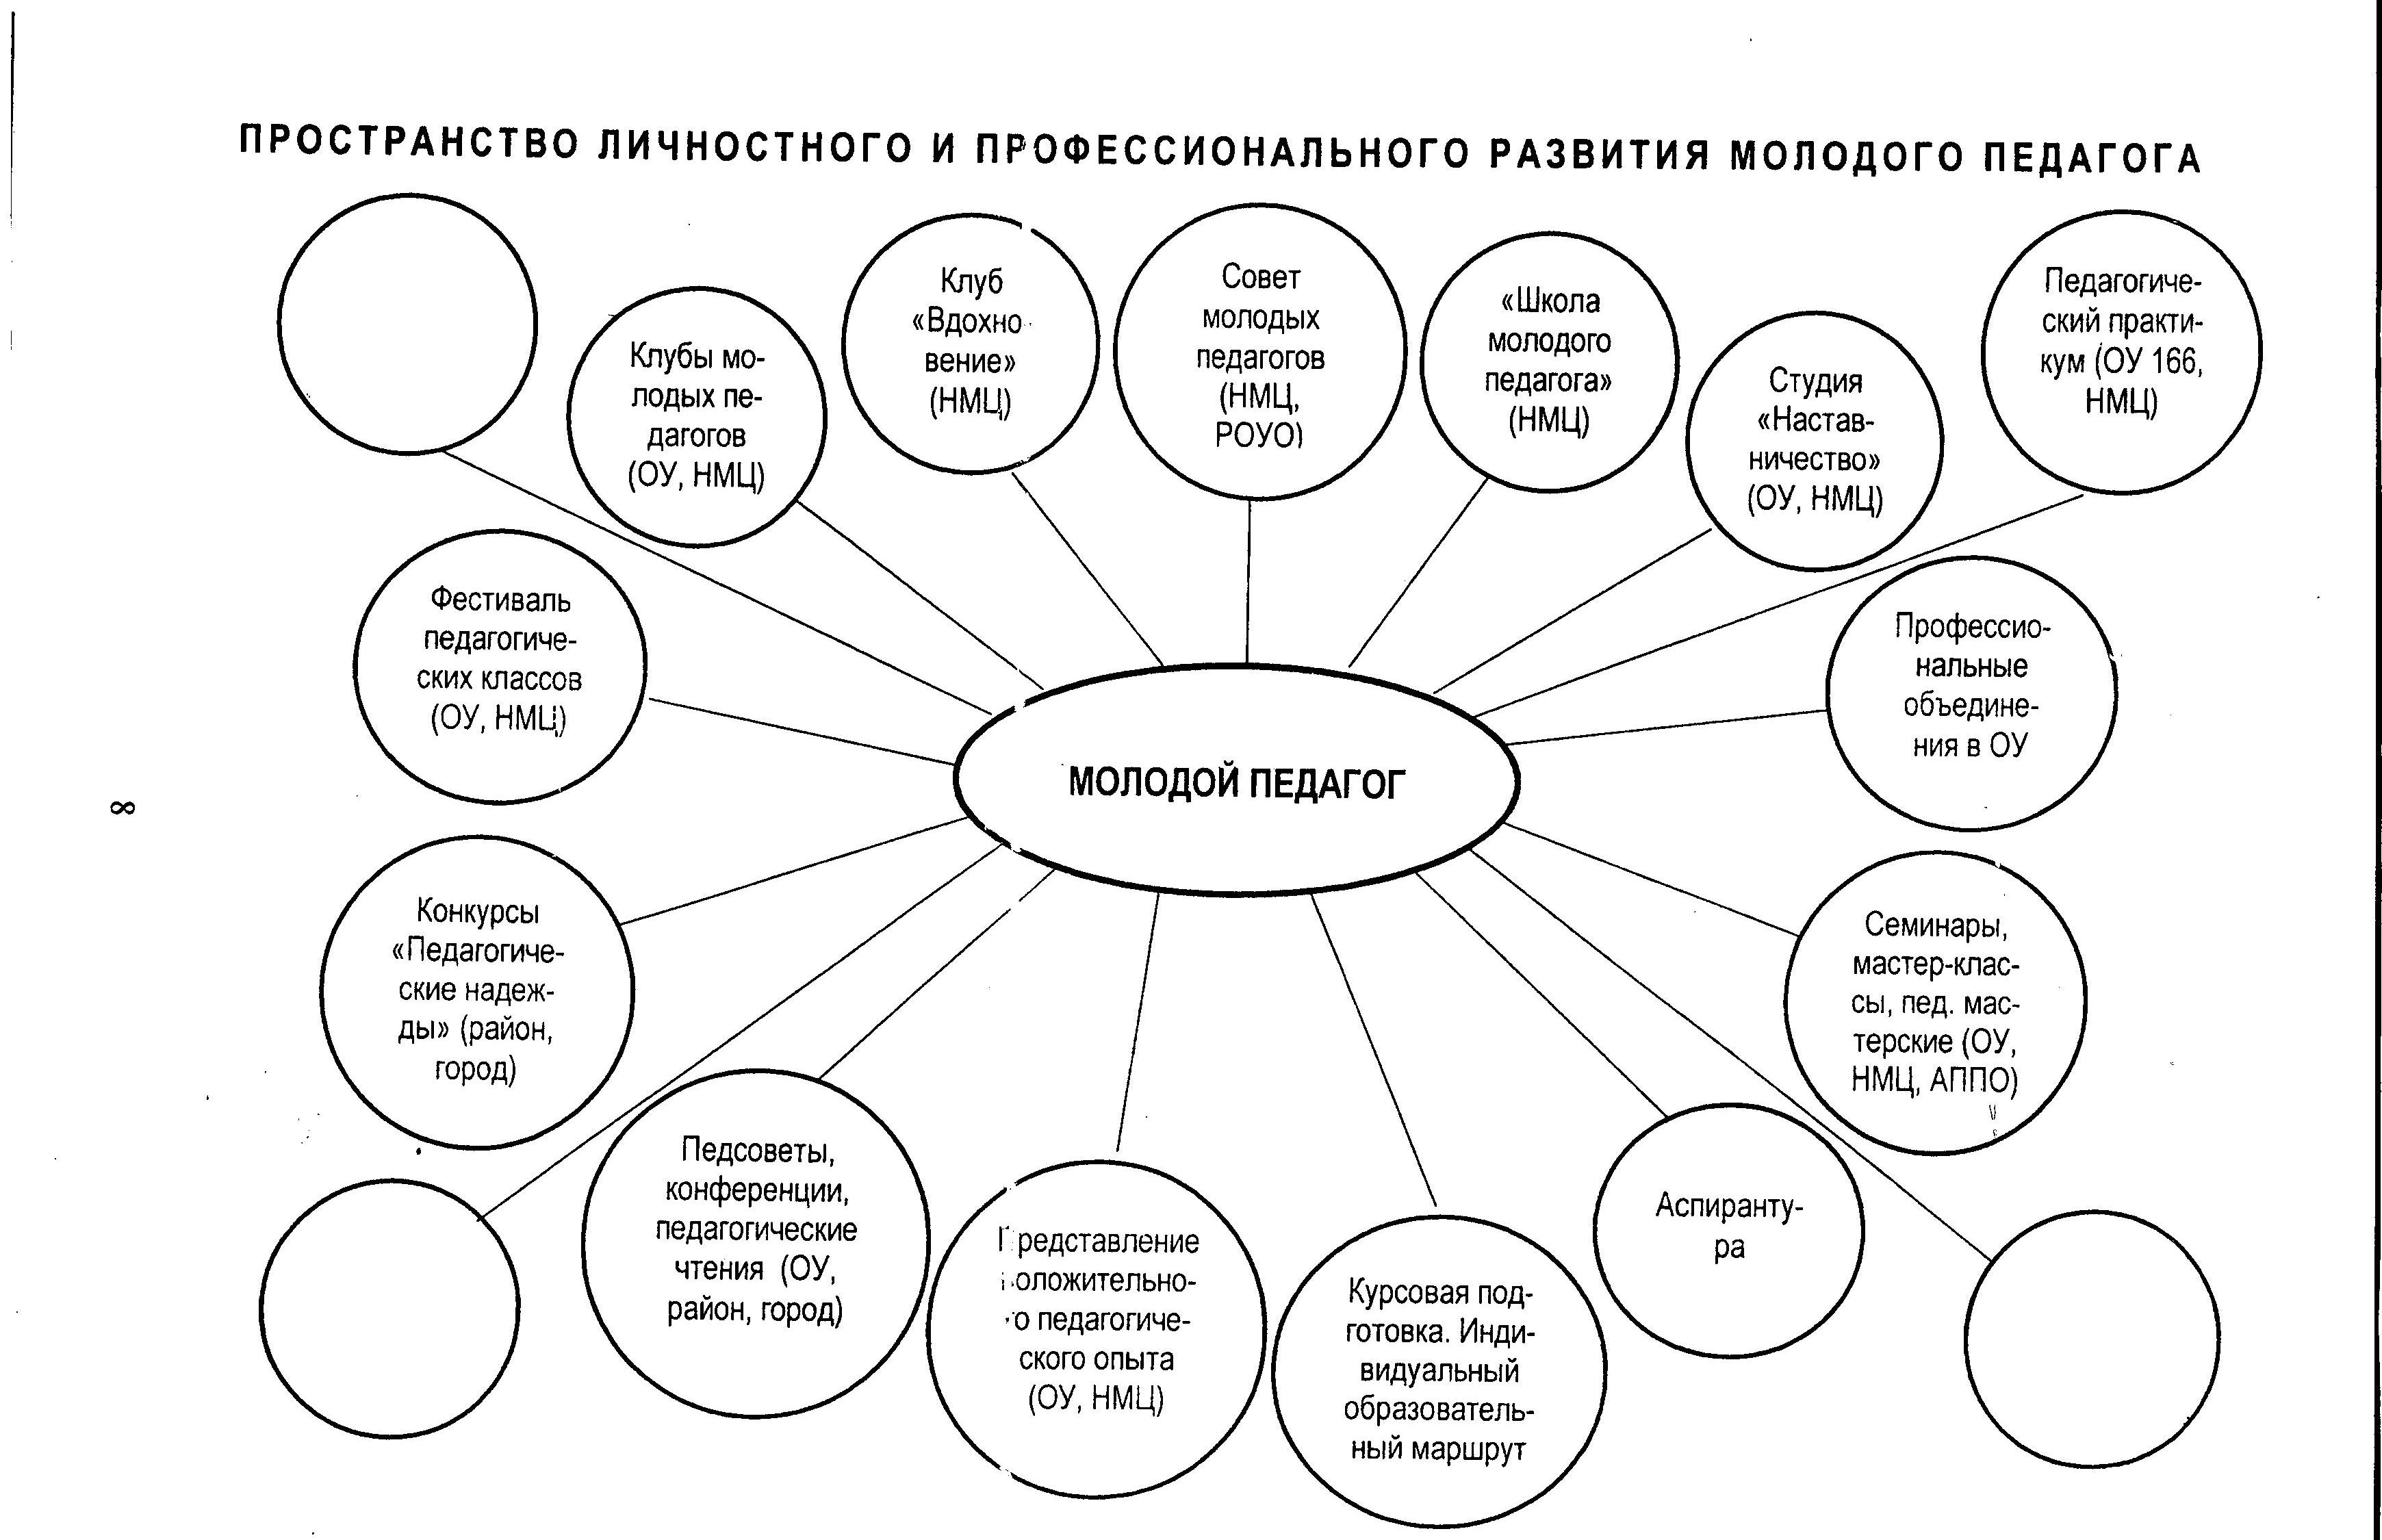 ПРОСТРАНСТВО ЛИЧНОСТНОГО И ПРОФЕССИОНАЛЬНОГО РАЗВИТИЯ МОЛОДОГО ПЕДАГОГА
Клубы мо-
лодых пе-
дагогов
(ОУ, НМЦ)
Клуб
«Вдохно
вение»
(НМЦ)
Совет
молодых
педагогов
(НМЦ,
РОУО)
«Школа
молодого
педагога»
(НМЦ)
Студия
«Настав-
ничество»
(ОУ, НМЦ)
Педагогиче-
ский практи-
кум (ОУ 166,
НМЦ)
Фестиваль
педагогиче-
ских классов
(ОУ, НМЦ)
Профессио-
нальные
объедине-
ния в ОУ
МОЛОДОЙ ПЕДАГОГ
8
Конкурсы
«Педагогиче-
ские надеж-
ды» (район,
город)
Семинары,
мастер-клас-
сы, пед. мас-
терские (ОУ,
НМЦ, АППО)
Педсоветы,
конференции,
педагогические
чтения (ОУ,
район, город)
Представление
положительно-
го педагогиче-
ского опыта
(ОУ, НМЦ)
Курсовая под-
готовка. Инди-
видуальный
образователь-
ный маршрут
Аспиранту-
ра